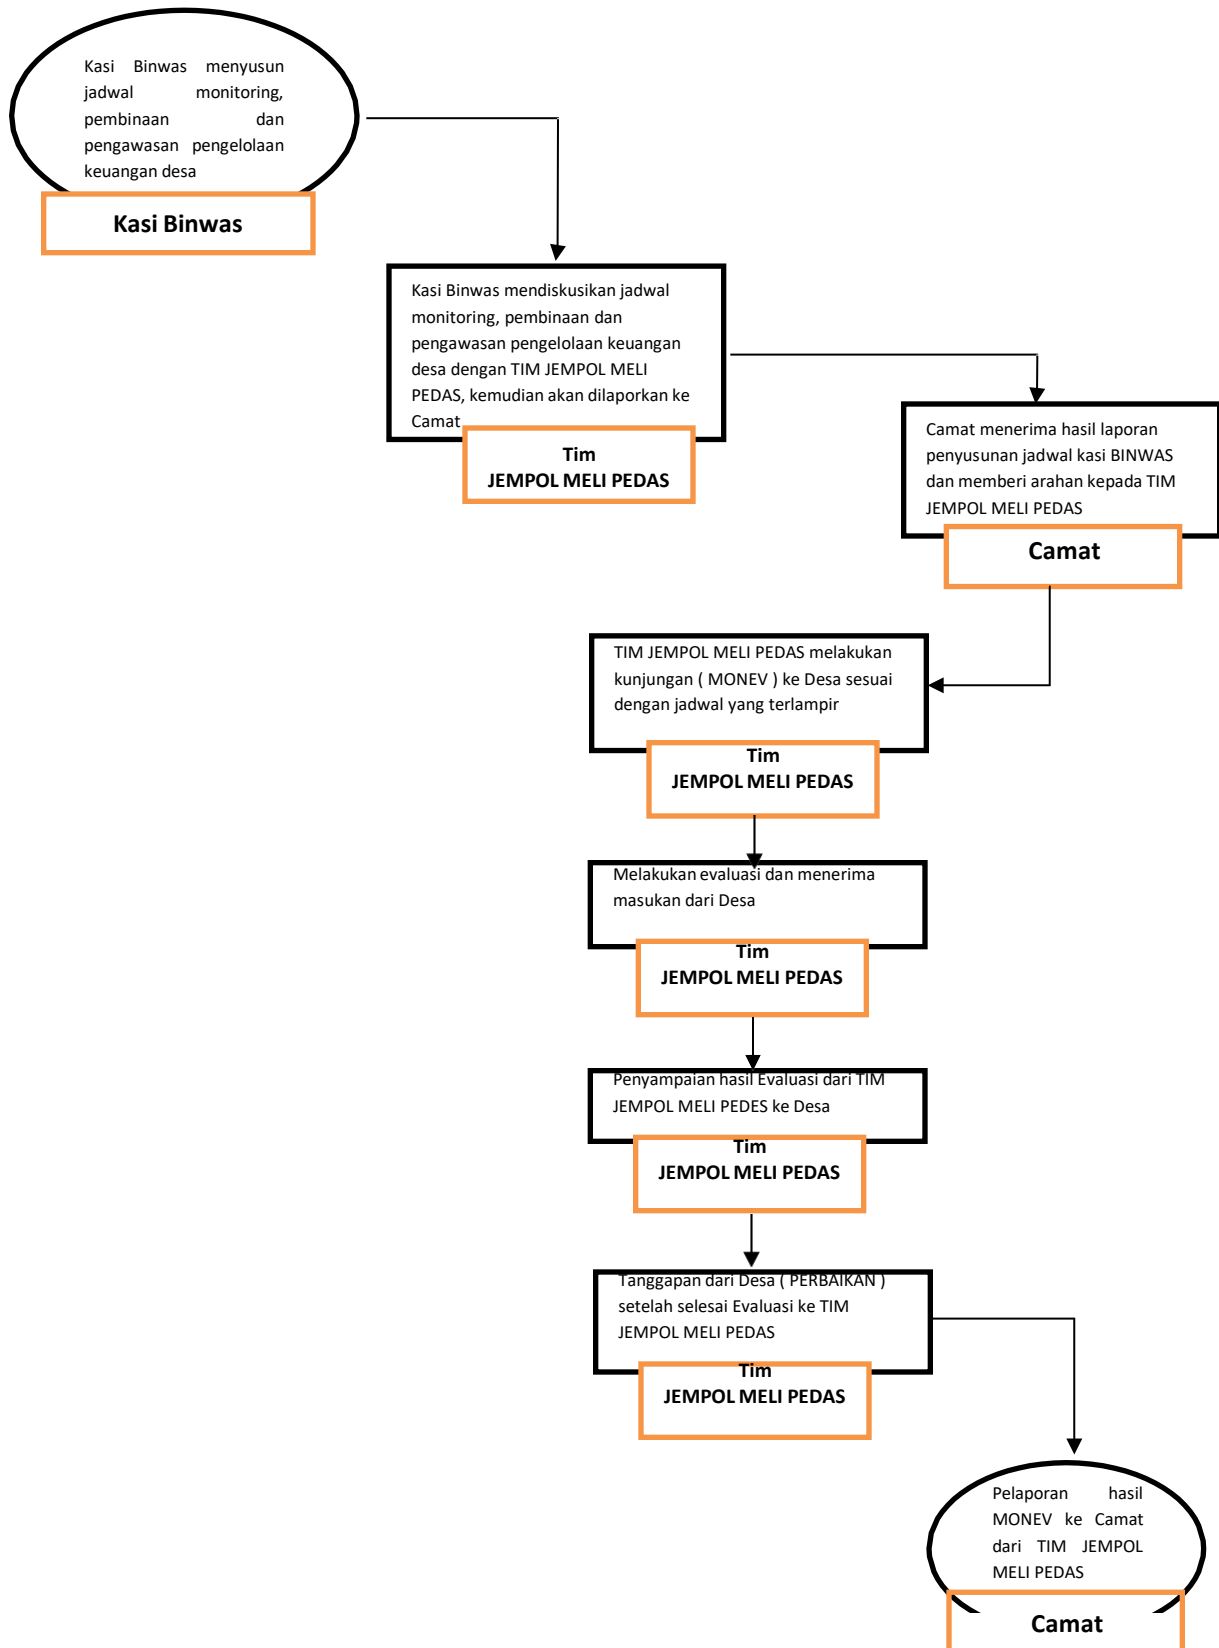 Kasi Binwas menyusun
jadwal monitoring,
pembinaan dan
pengawasan pengelolaan
keuangan desa
Kasi Binwas
Kasi Binwas mendiskusikan jadwal
monitoring, pembinaan dan
pengawasan pengelolaan keuangan
desa dengan TIM JEMPOL MELI
PEDAS, kemudian akan dilaporkan ke
Camat
Tim
JEMPOL MELI PEDAS
Camat menerima hasil laporan
penyusunan jadwal kasi BINWAS
dan memberi arahan kepada TIM
JEMPOL MELI PEDAS
Camat
TIM JEMPOL MELI PEDAS melakukan
kunjungan ( MONEV ) ke Desa sesuai
dengan jadwal yang terlampir
Tim
JEMPOL MELI PEDAS
Melakukan evaluasi dan menerima
masukan dari Desa
Tim
JEMPOL MELI PEDAS
Penyampaian hasil Evaluasi dari TIM
JEMPOL MELI PEDES ke Desa
Tim
JEMPOL MELI PEDAS
Tanggapan dari Desa ( PERBAIKAN )
setelah selesai Evaluasi ke TIM
JEMPOL MELI PEDAS
Tim
JEMPOL MELI PEDAS
Pelaporan hasil
MONEV ke Camat
dari TIM JEMPOL
MELI PEDAS
Camat